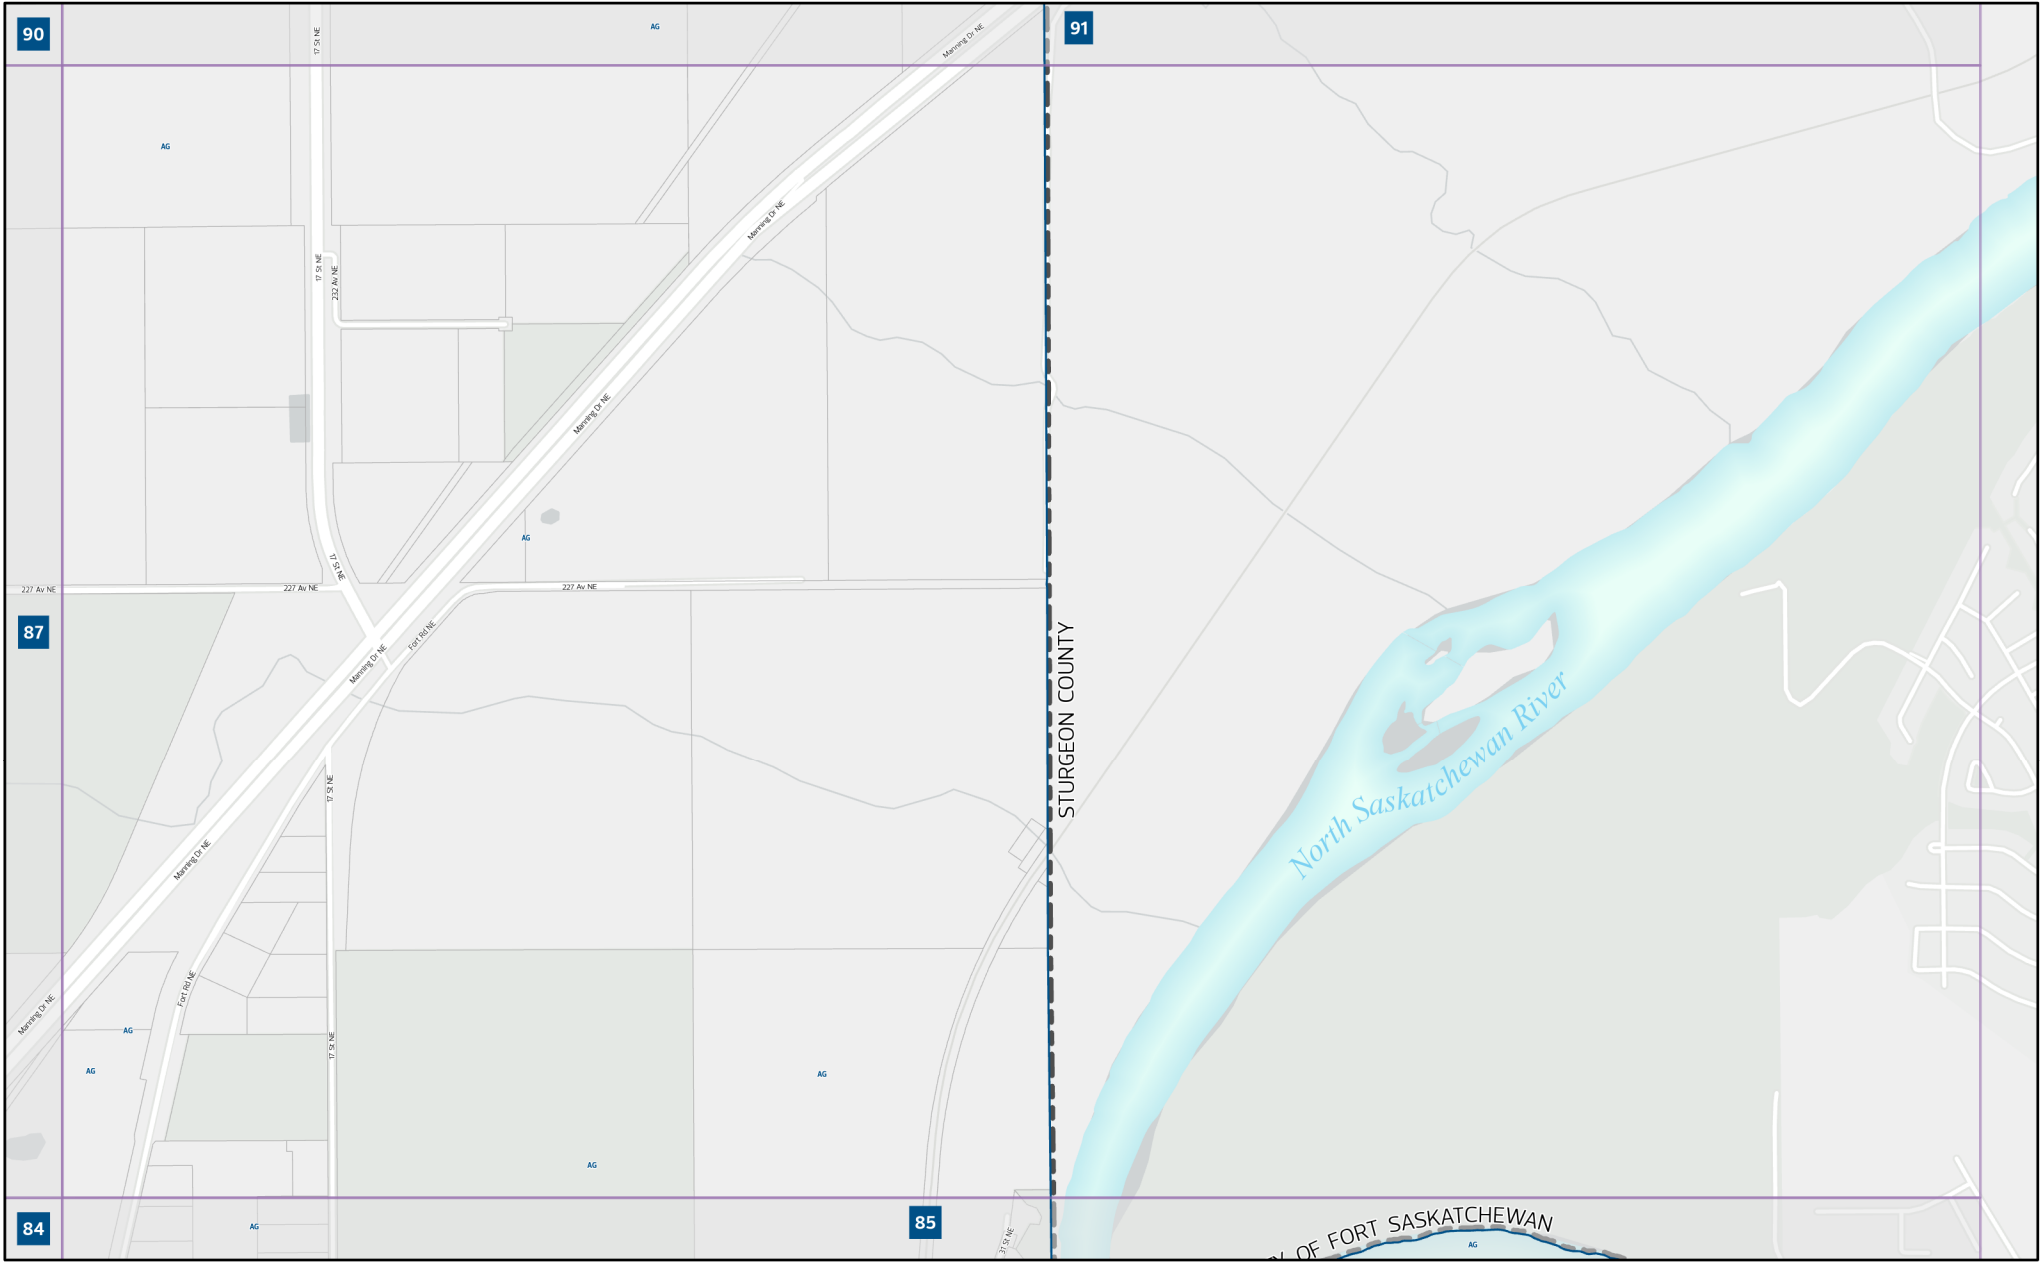 90
17 St NE
AG
Manning Dr NE
91
AG
Manning Dr NE
17 St NE
232 Av NE
Manning Dr NE
AG
17 St NE
227 Av NE
227 Av NE
227 Av NE
87
Fort Rd NE
Manning Dr NE
STURGEON COUNTY
North Saskatchewan River
17 St NE
Manning Dr NE
Fort Rd NE
Manning Dr NE
AG
17 St NE
AG
AG
AG
84
AG
85
31 St NE
Y OF FORT SASKATCHEWAN
AG